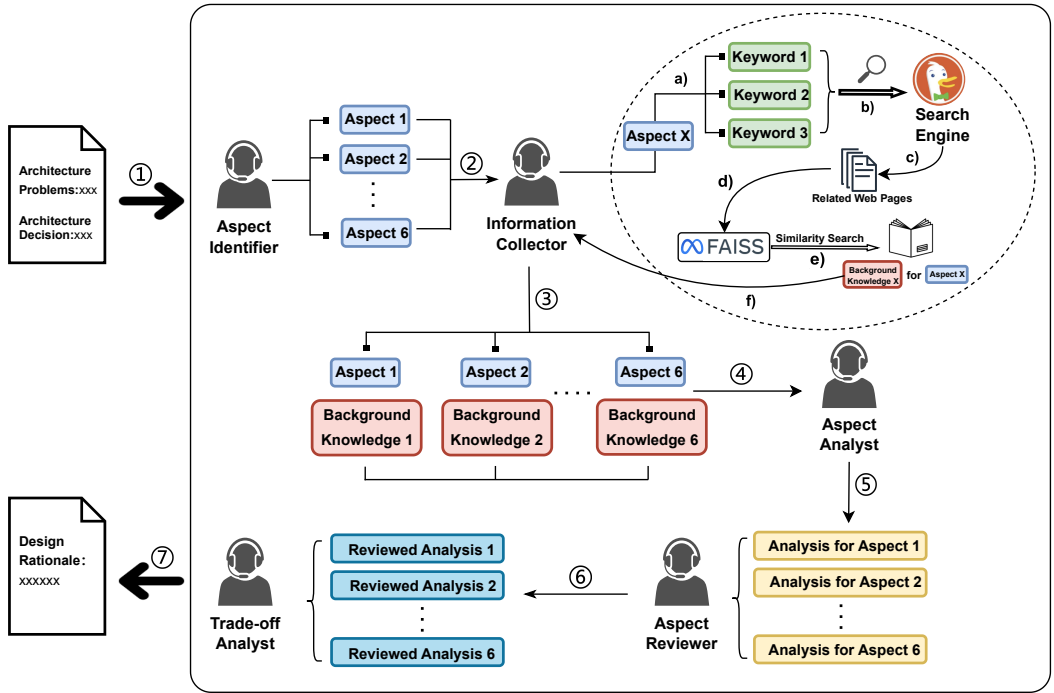 Architecture
Problems:xxx
Architecture
Decision:xxx
①
Aspect
Identifier
Aspect 1
Aspect 2
Aspect 6
②
Information
Collector
a)
Aspect X
Keyword 1
Keyword 2
Keyword 3
b)
Search
Engine
c)
Related Web Pages
d)
FAISS
Similarity Search
e)
Background
Knowledge X
for
Aspect X
f)
③
Aspect 1
Aspect 2
Aspect 6
Background
Knowledge 1
Background
Knowledge 2
Background
Knowledge 6
④
Aspect
Analyst
⑤
Analysis for Aspect 1
Analysis for Aspect 2
Analysis for Aspect 6
Aspect
Reviewer
⑥
Reviewed Analysis 1
Reviewed Analysis 2
Reviewed Analysis 6
Trade-off
Analyst
⑦
Design
Rationale:
xxxxxx